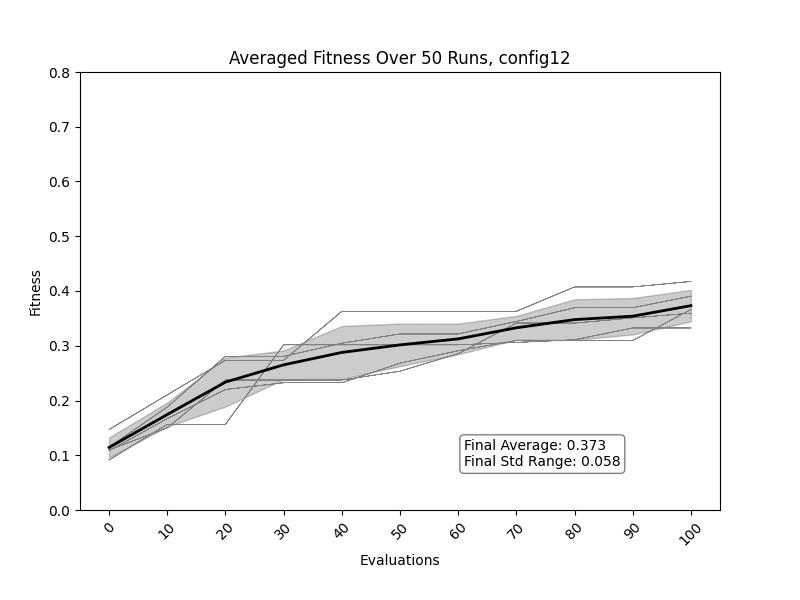 Averaged Fitness Over 50 Runs, config12
0.8
0.7
0.6
0.5
0.4
0.3
0.2
0.1
0.0
Fitness
Final Average: 0.373
Final Std Range: 0.058
0 10 20 30 40 50 60 70 80 90 100
Evaluations